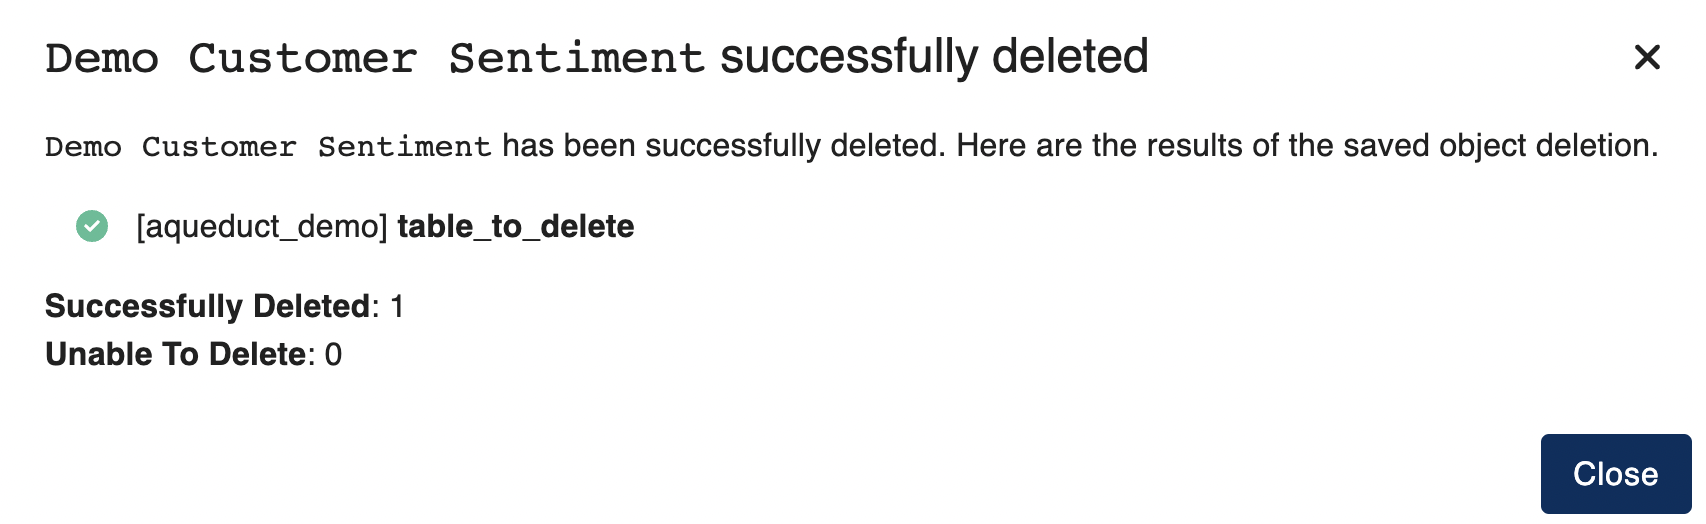 Demo Customer Sentiment successfully deleted
Demo Customer Sentiment has been successfully deleted. Here are the results of the saved object deletion.
[aqueduct_demo] table_to_delete
Successfully Deleted: 1
Unable To Delete: 0
Close